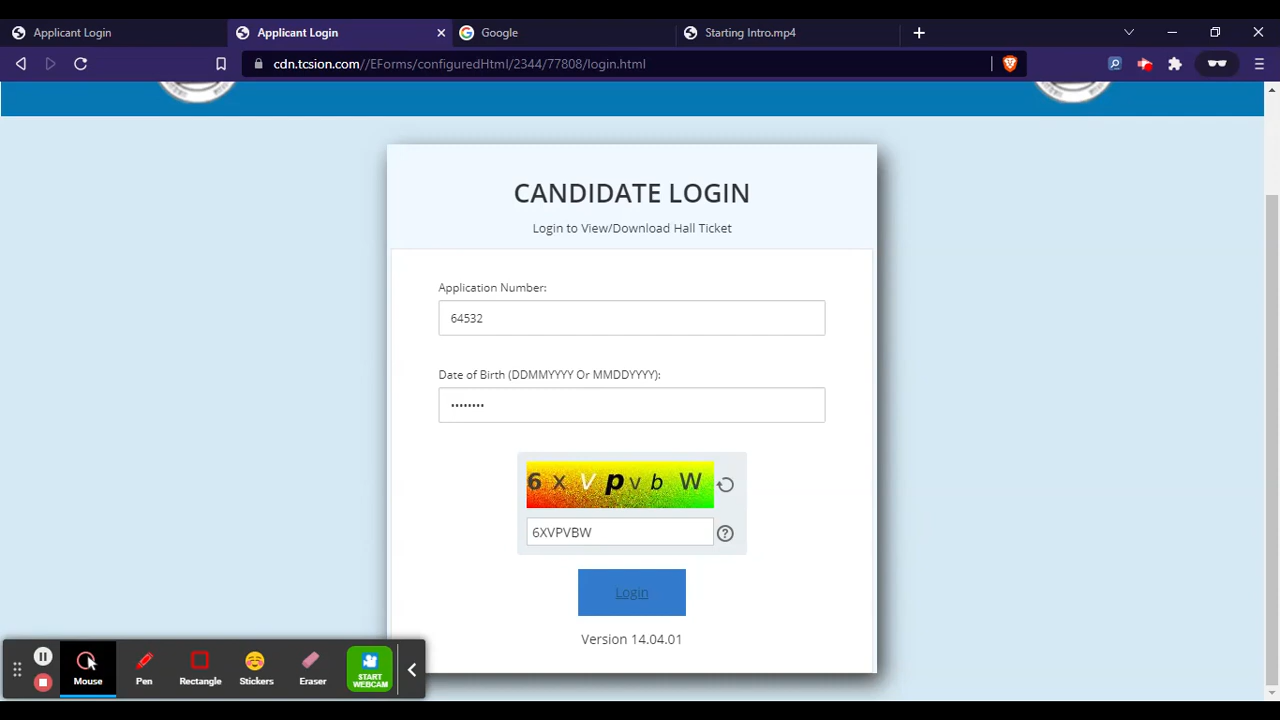 Applicant Login
Applicant Login
Google
Starting Intro.mp4
cdn.tcsion.com//EForms/configuredHtml/2344/77808/login.html
CANDIDATE LOGIN
Login to View/Download Hall Ticket
Application Number:
64532
Date of Birth (DDMMYYYY Or MMDDYYYY):
••••••••
6 x V p v b W
6XVPVBW
Login
Version 14.04.01
Mouse
Pen
Rectangle
Stickers
Eraser
START
WEBCAM